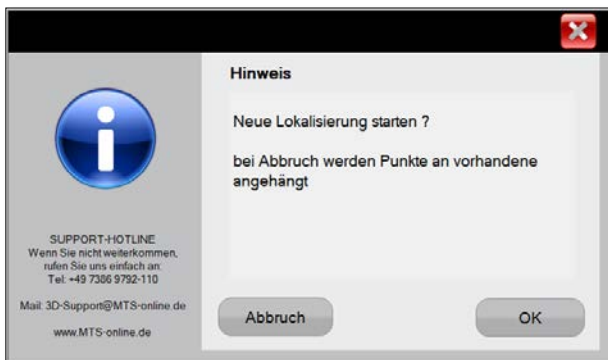 Hinweis
Neue Lokalisierung starten ?
bei Abbruch werden Punkte an vorhandene
angehängt
SUPPORT-HOTLINE
Wenn Sie nicht weiterkommen,
rufen Sie uns einfach an:
Tel: +49 7386 9792-110
Mail: 3D-Support@MTS-online.de
www.MTS-online.de
Abbruch
OK